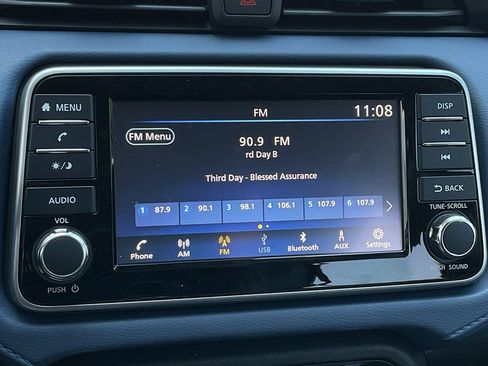 MENU
FM
11:08
DISP
FM Menu
90.9 FM
rd Day B
Third Day - Blessed Assurance
AUDIO
BACK
VOL
TUNE·SCROLL
1 87.9 2 90.1 3 98.1 4 106.1 5 107.9 6 107.9
Phone AM FM USB Bluetooth AUX Settings
PUSH
PUSH SOUND